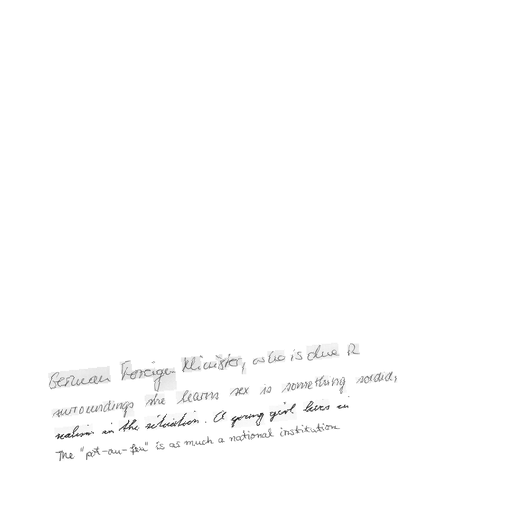 German Foreign Minister, who is due
surroundings she learns sex is something sordid,
realism in the situation. A young girl lives in
The "pot-au-feu" is as much a national institution